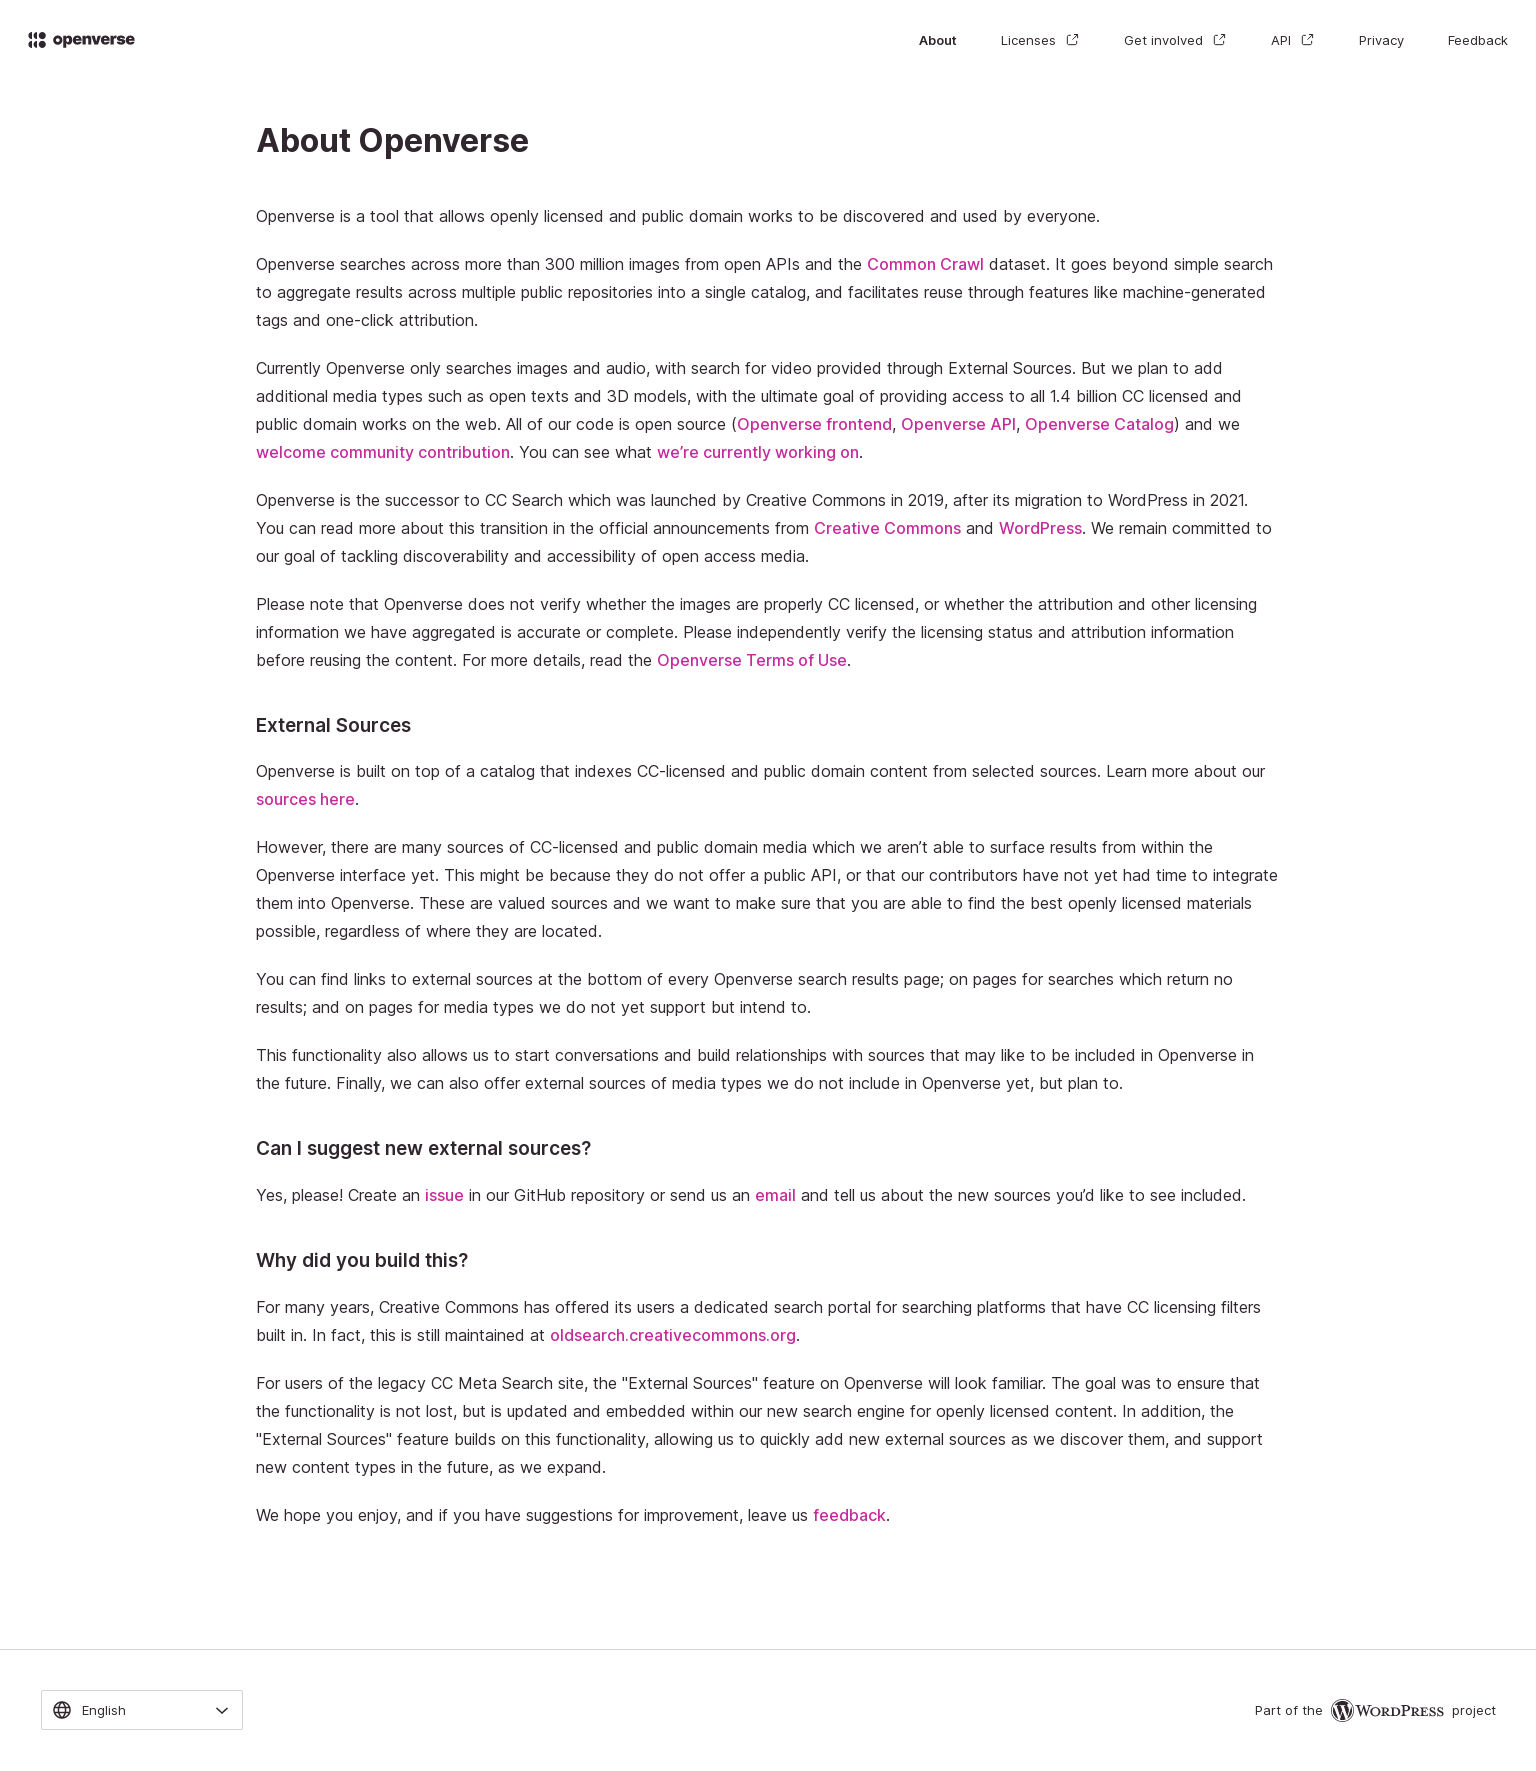 openverse
About
Licenses
Get involved
API
Privacy
Feedback
About Openverse
Openverse is a tool that allows openly licensed and public domain works to be discovered and used by everyone.
Openverse searches across more than 300 million images from open APIs and the Common Crawl dataset. It goes beyond simple search
to aggregate results across multiple public repositories into a single catalog, and facilitates reuse through features like machine-generated
tags and one-click attribution.
Currently Openverse only searches images and audio, with search for video provided through External Sources. But we plan to add
additional media types such as open texts and 3D models, with the ultimate goal of providing access to all 1.4 billion CC licensed and
public domain works on the web. All of our code is open source (Openverse frontend, Openverse API, Openverse Catalog) and we
welcome community contribution. You can see what we’re currently working on.
Openverse is the successor to CC Search which was launched by Creative Commons in 2019, after its migration to WordPress in 2021.
You can read more about this transition in the official announcements from Creative Commons and WordPress. We remain committed to
our goal of tackling discoverability and accessibility of open access media.
Please note that Openverse does not verify whether the images are properly CC licensed, or whether the attribution and other licensing
information we have aggregated is accurate or complete. Please independently verify the licensing status and attribution information
before reusing the content. For more details, read the Openverse Terms of Use.
External Sources
Openverse is built on top of a catalog that indexes CC-licensed and public domain content from selected sources. Learn more about our
sources here.
However, there are many sources of CC-licensed and public domain media which we aren’t able to surface results from within the
Openverse interface yet. This might be because they do not offer a public API, or that our contributors have not yet had time to integrate
them into Openverse. These are valued sources and we want to make sure that you are able to find the best openly licensed materials
possible, regardless of where they are located.
You can find links to external sources at the bottom of every Openverse search results page; on pages for searches which return no
results; and on pages for media types we do not yet support but intend to.
This functionality also allows us to start conversations and build relationships with sources that may like to be included in Openverse in
the future. Finally, we can also offer external sources of media types we do not include in Openverse yet, but plan to.
Can I suggest new external sources?
Yes, please! Create an issue in our GitHub repository or send us an email and tell us about the new sources you’d like to see included.
Why did you build this?
For many years, Creative Commons has offered its users a dedicated search portal for searching platforms that have CC licensing filters
built in. In fact, this is still maintained at oldsearch.creativecommons.org.
For users of the legacy CC Meta Search site, the "External Sources" feature on Openverse will look familiar. The goal was to ensure that
the functionality is not lost, but is updated and embedded within our new search engine for openly licensed content. In addition, the
"External Sources" feature builds on this functionality, allowing us to quickly add new external sources as we discover them, and support
new content types in the future, as we expand.
We hope you enjoy, and if you have suggestions for improvement, leave us feedback.
English
Part of the WordPress project